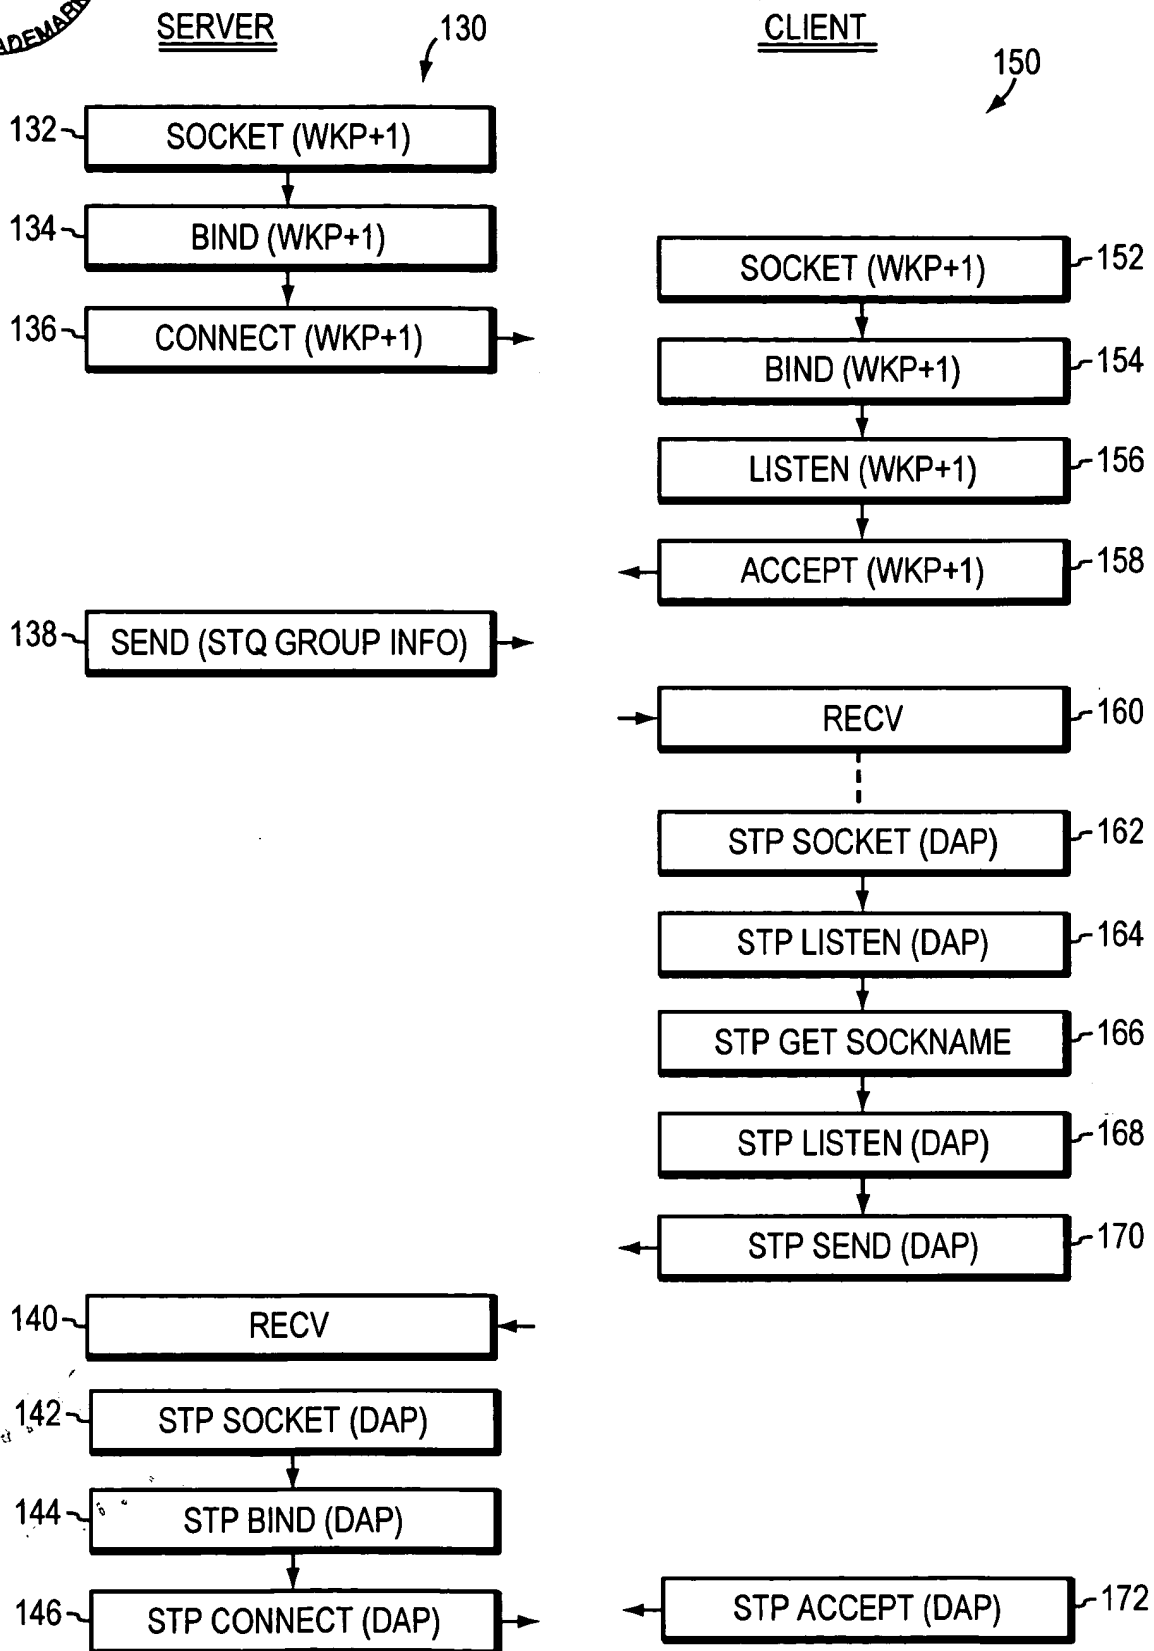 SERVER
130
CLIENT
150
132 SOCKET (WKP+1)
134 BIND (WKP+1)
136 CONNECT (WKP+1)
SOCKET (WKP+1) 152
BIND (WKP+1) 154
LISTEN (WKP+1) 156
ACCEPT (WKP+1) 158
138 SEND (STQ GROUP INFO)
RECV 160
STP SOCKET (DAP) 162
STP LISTEN (DAP) 164
STP GET SOCKNAME 166
STP LISTEN (DAP) 168
STP SEND (DAP) 170
140 RECV
142 STP SOCKET (DAP)
144 STP BIND (DAP)
146 STP CONNECT (DAP)
STP ACCEPT (DAP) 172